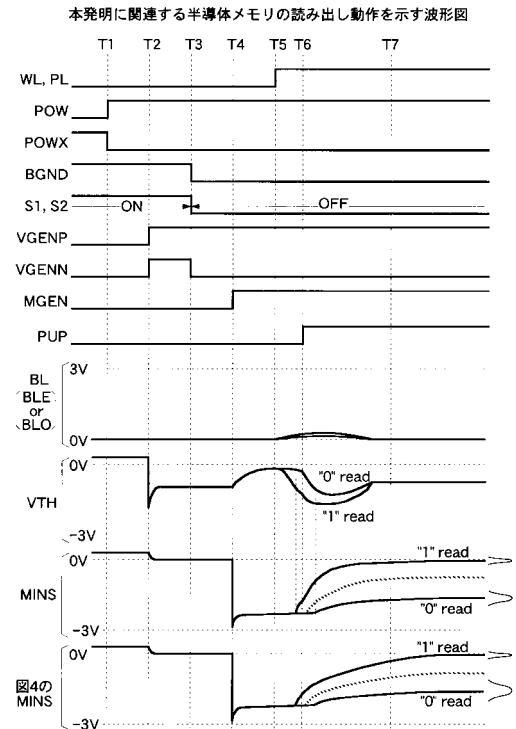 本発明に関連する半導体メモリの読み出し動作を示す波形図
T1 T2 T3 T4 T5 T6 T7
WL, PL
POW
POWX
BGND
S1, S2 ON OFF
VGENP
VGENN
MGEN
PUP
3V
BL
(BLE
or
BLO)
0V
0V
"0" read
VTH
"1" read
-3V
0V
"1" read
MINS
"0" read
-3V
0V
"1" read
図4の
MINS
"0" read
-3V